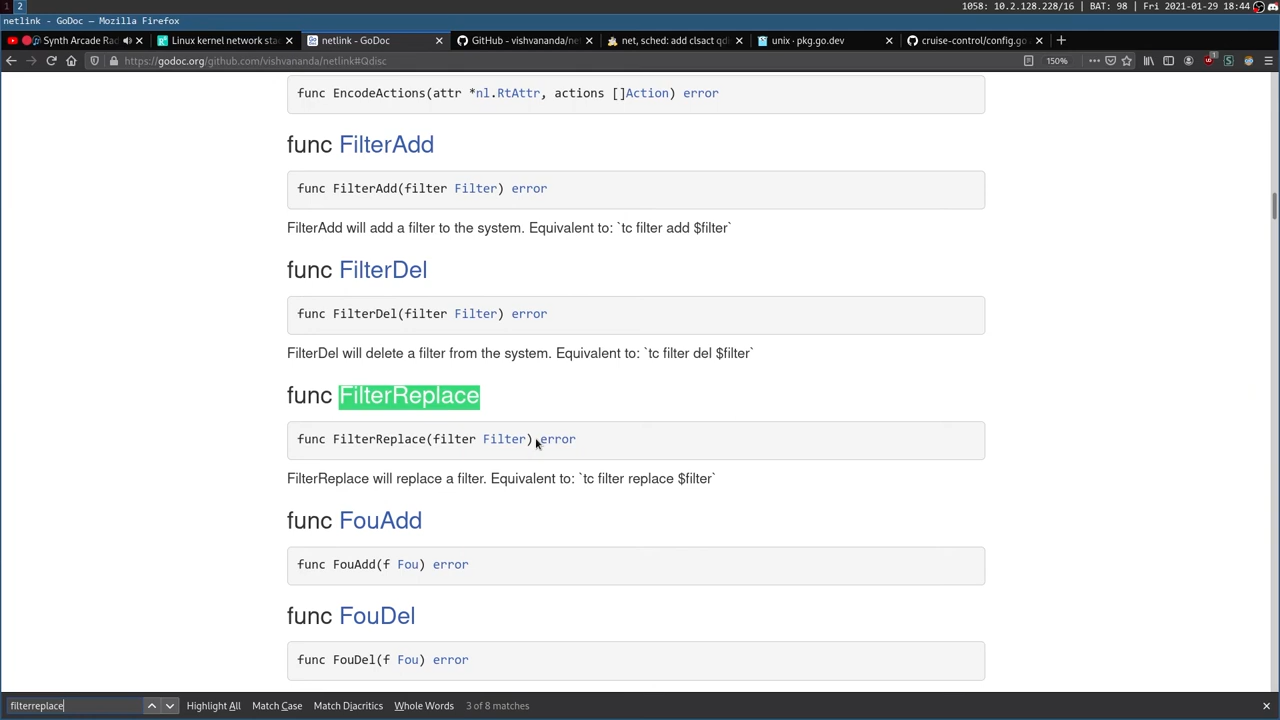 1 2 1058: 10.2.128.228/16 | BAT: 98 | Fri 2021-01-29 18:44
netlink - GoDoc — Mozilla Firefox
Synth Arcade Rad Linux kernel network sta netlink - GoDoc GitHub - vishvananda/net net, sched: add clsact qdi unix · pkg.go.dev cruise-control/config.go
https://godoc.org/github.com/vishvananda/netlink#Qdisc 150%
func EncodeActions(attr *nl.RtAttr, actions []Action) error
func FilterAdd
func FilterAdd(filter Filter) error
FilterAdd will add a filter to the system. Equivalent to: `tc filter add $filter`
func FilterDel
func FilterDel(filter Filter) error
FilterDel will delete a filter from the system. Equivalent to: `tc filter del $filter`
func FilterReplace
func FilterReplace(filter Filter) error
FilterReplace will replace a filter. Equivalent to: `tc filter replace $filter`
func FouAdd
func FouAdd(f Fou) error
func FouDel
func FouDel(f Fou) error
filterreplace Highlight All Match Case Match Diacritics Whole Words 3 of 8 matches